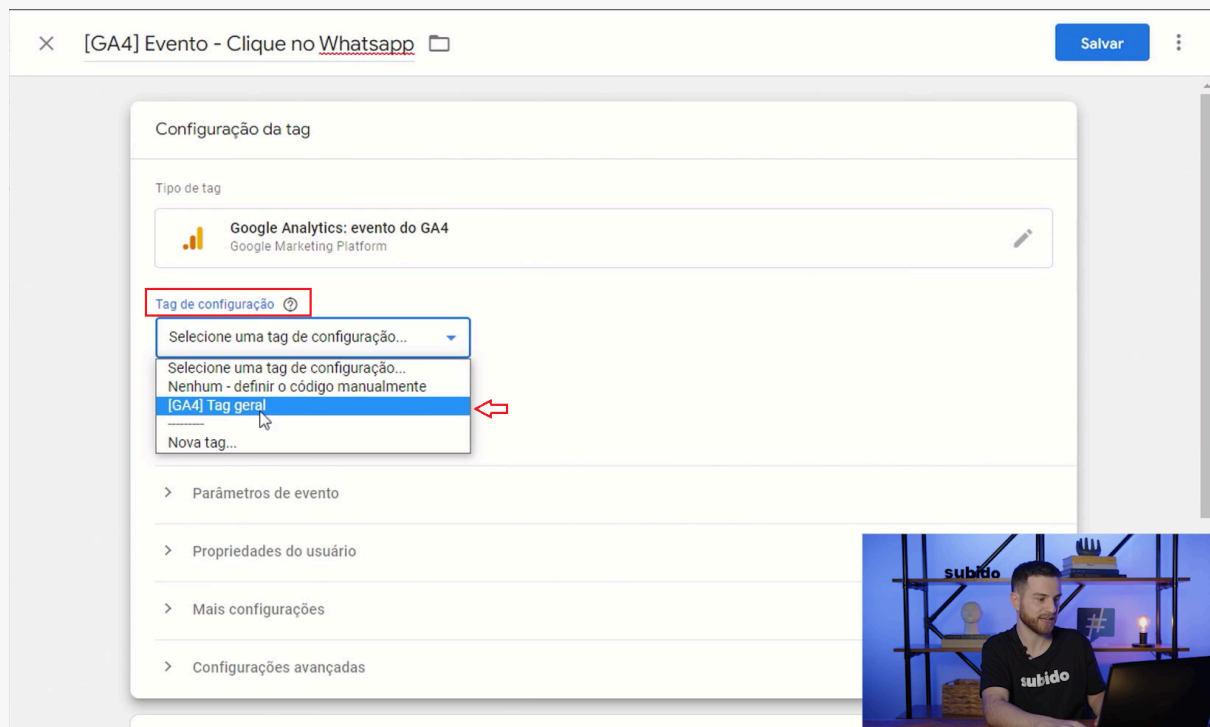 [GA4] Evento - Clique no Whatsapp
Salvar
Configuração da tag
Tipo de tag
Google Analytics: evento do GA4
Google Marketing Platform
Tag de configuração
Selecione uma tag de configuração...
Selecione uma tag de configuração...
Nenhum - definir o código manualmente
[GA4] Tag geral
---------
Nova tag...
Parâmetros de evento
Propriedades do usuário
Mais configurações
Configurações avançadas
subido
#
subido